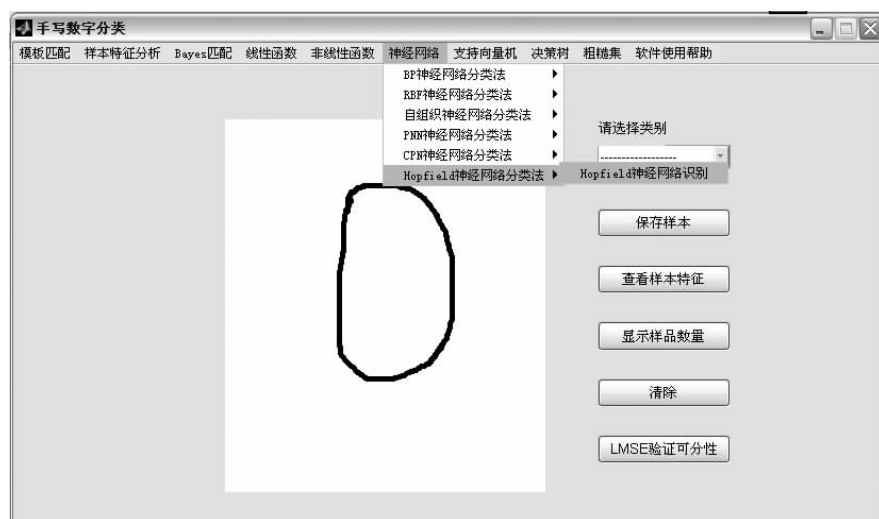 手写数字分类
模板匹配 样本特征分析 Bayes匹配 线性函数 非线性函数 神经网络 支持向量机 决策树 粗糙集 软件使用帮助
BP神经网络分类法
RBF神经网络分类法
自组织神经网络分类法
PNN神经网络分类法
CPN神经网络分类法
Hopfield神经网络分类法
Hopfield神经网络识别
请选择类别
------------------
保存样本
查看样本特征
显示样品数量
清除
LMSE验证可分性